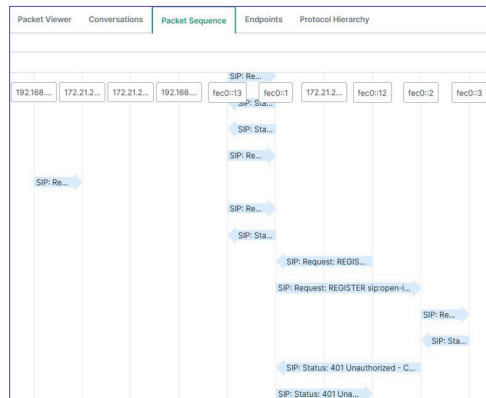 Packet Viewer Conversations Packet Sequence Endpoints Protocol Hierarchy
SIP: Re...
192.168.... 172.21.2... 172.21.2... 192.168.... fec0::13 fec0::1 172.21.2... fec0::12 fec0::2 fec0::3
SIP: Sta...
SIP: Sta...
SIP: Re...
SIP: Re...
SIP: Re...
SIP: Sta...
SIP: Request: REGIS...
SIP: Request: REGISTER sip:open-i...
SIP: Re...
SIP: Sta...
SIP: Status: 401 Unauthorized - C...
SIP: Status: 401 Una...